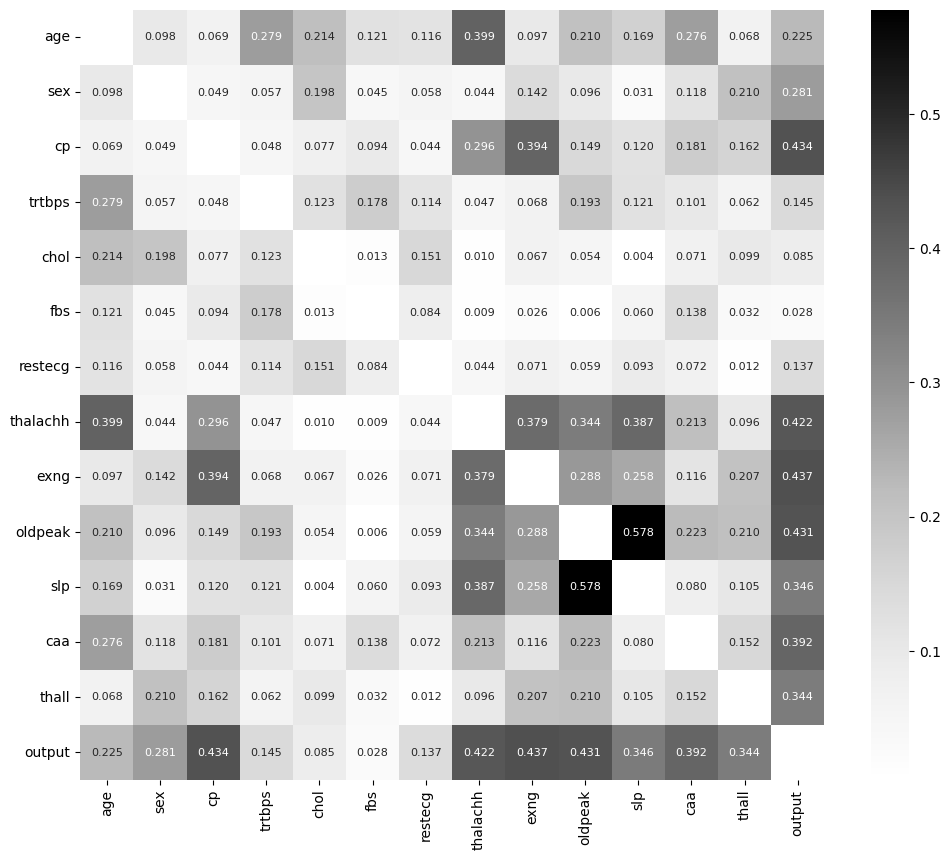 age 0.098 0.069 0.279 0.214 0.121 0.116 0.399 0.097 0.210 0.169 0.276 0.068 0.225
sex 0.098 0.049 0.057 0.198 0.045 0.058 0.044 0.142 0.096 0.031 0.118 0.210 0.281
cp 0.069 0.049 0.048 0.077 0.094 0.044 0.296 0.394 0.149 0.120 0.181 0.162 0.434
trtbps 0.279 0.057 0.048 0.123 0.178 0.114 0.047 0.068 0.193 0.121 0.101 0.062 0.145
chol 0.214 0.198 0.077 0.123 0.013 0.151 0.010 0.067 0.054 0.004 0.071 0.099 0.085
fbs 0.121 0.045 0.094 0.178 0.013 0.084 0.009 0.026 0.006 0.060 0.138 0.032 0.028
restecg 0.116 0.058 0.044 0.114 0.151 0.084 0.044 0.071 0.059 0.093 0.072 0.012 0.137
thalachh 0.399 0.044 0.296 0.047 0.010 0.009 0.044 0.379 0.344 0.387 0.213 0.096 0.422
exng 0.097 0.142 0.394 0.068 0.067 0.026 0.071 0.379 0.288 0.258 0.116 0.207 0.437
oldpeak 0.210 0.096 0.149 0.193 0.054 0.006 0.059 0.344 0.288 0.578 0.223 0.210 0.431
slp 0.169 0.031 0.120 0.121 0.004 0.060 0.093 0.387 0.258 0.578 0.080 0.105 0.346
caa 0.276 0.118 0.181 0.101 0.071 0.138 0.072 0.213 0.116 0.223 0.080 0.152 0.392
thall 0.068 0.210 0.162 0.062 0.099 0.032 0.012 0.096 0.207 0.210 0.105 0.152 0.344
output 0.225 0.281 0.434 0.145 0.085 0.028 0.137 0.422 0.437 0.431 0.346 0.392 0.344
age sex cp trtbps chol fbs restecg thalachh exng oldpeak slp caa thall output
0.5
0.4
0.3
0.2
0.1